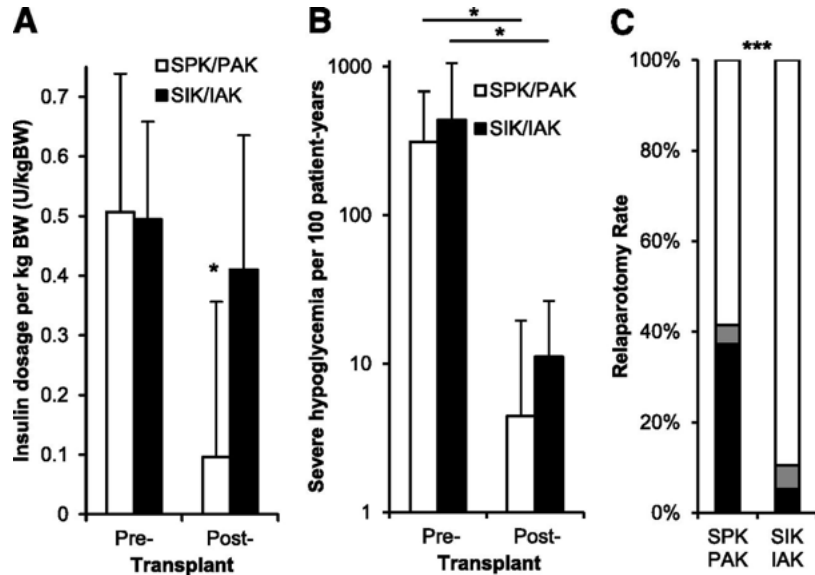 A
Insulin dosage per kg BW (U/kgBW)
0.7
0.6
0.5
0.4
0.3
0.2
0.1
0
SPK/PAK
SIK/IAK
*
Pre-
Post-
Transplant
B
*
*
Severe hypoglycemia per 100 patient-years
1000
100
10
1
SPK/PAK
SIK/IAK
Pre-
Post-
Transplant
C
***
Relaparotomy Rate
100%
80%
60%
40%
20%
0%
SPK
PAK
SIK
IAK